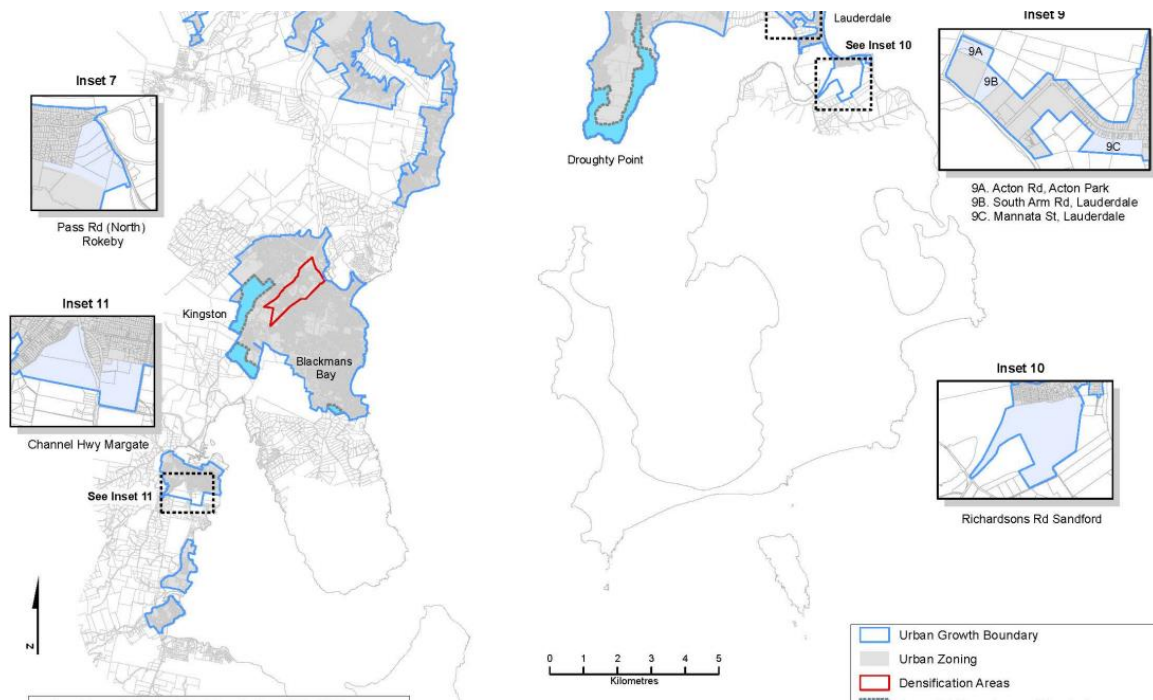 Lauderdale
Inset 9
See Inset 10
Inset 7
9A
9B
9C
Droughty Point
9A. Acton Rd, Acton Park
9B. South Arm Rd, Lauderdale
9C. Mannata St, Lauderdale
Pass Rd (North)
Rokeby
Inset 11
Kingston
Blackmans
Bay
Inset 10
Channel Hwy Margate
See Inset 11
Richardsons Rd Sandford
N
0 1 2 3 4 5
Kilometres
Urban Growth Boundary
Urban Zoning
Densification Areas